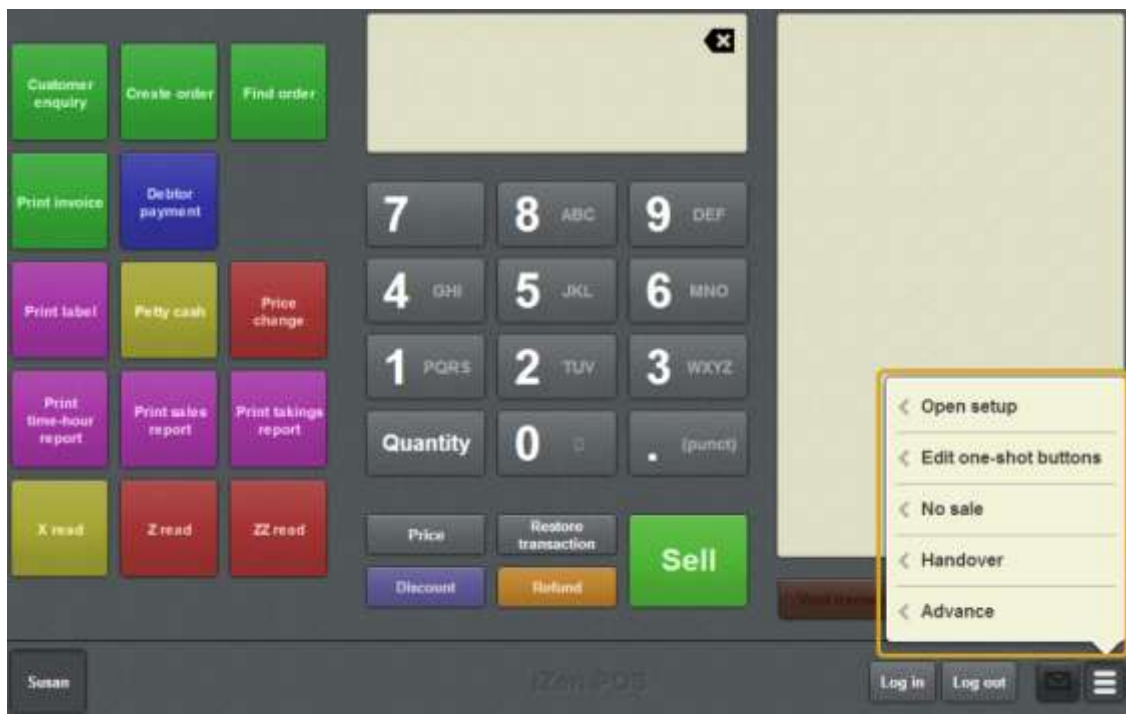 Customer
enquiry
Create order
Find order
Print invoice
Debtor
payment
Print label
Petty cash
Price
change
Print
time-hour
report
Print sales
report
Print takings
report
X read
Z read
ZZ read
7
8 ABC
9 DEF
4 GHI
5 JKL
6 MNO
1 PQRS
2 TUV
3 WXYZ
Quantity
0
. (punct)
Price
Restore
transaction
Sell
Discount
Refund
Open setup
Edit one-shot buttons
No sale
Handover
Advance
Susan
iZen POS
Log in
Log out